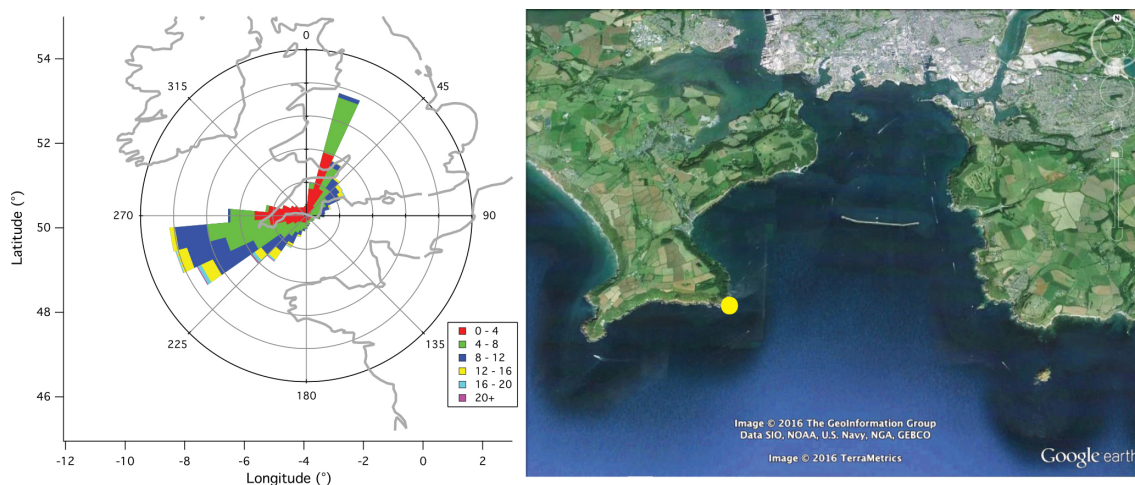 54
52
50
48
46
Latitude (°)
-12
-10
-8
-6
-4
-2
0
2
Longitude (°)
0
45
90
135
180
225
270
315
0 - 4
4 - 8
8 - 12
12 - 16
16 - 20
20+
N
Image © 2016 The GeoInformation Group
Data SIO, NOAA, U.S. Navy, NGA, GEBCO
Image © 2016 TerraMetrics
Google earth